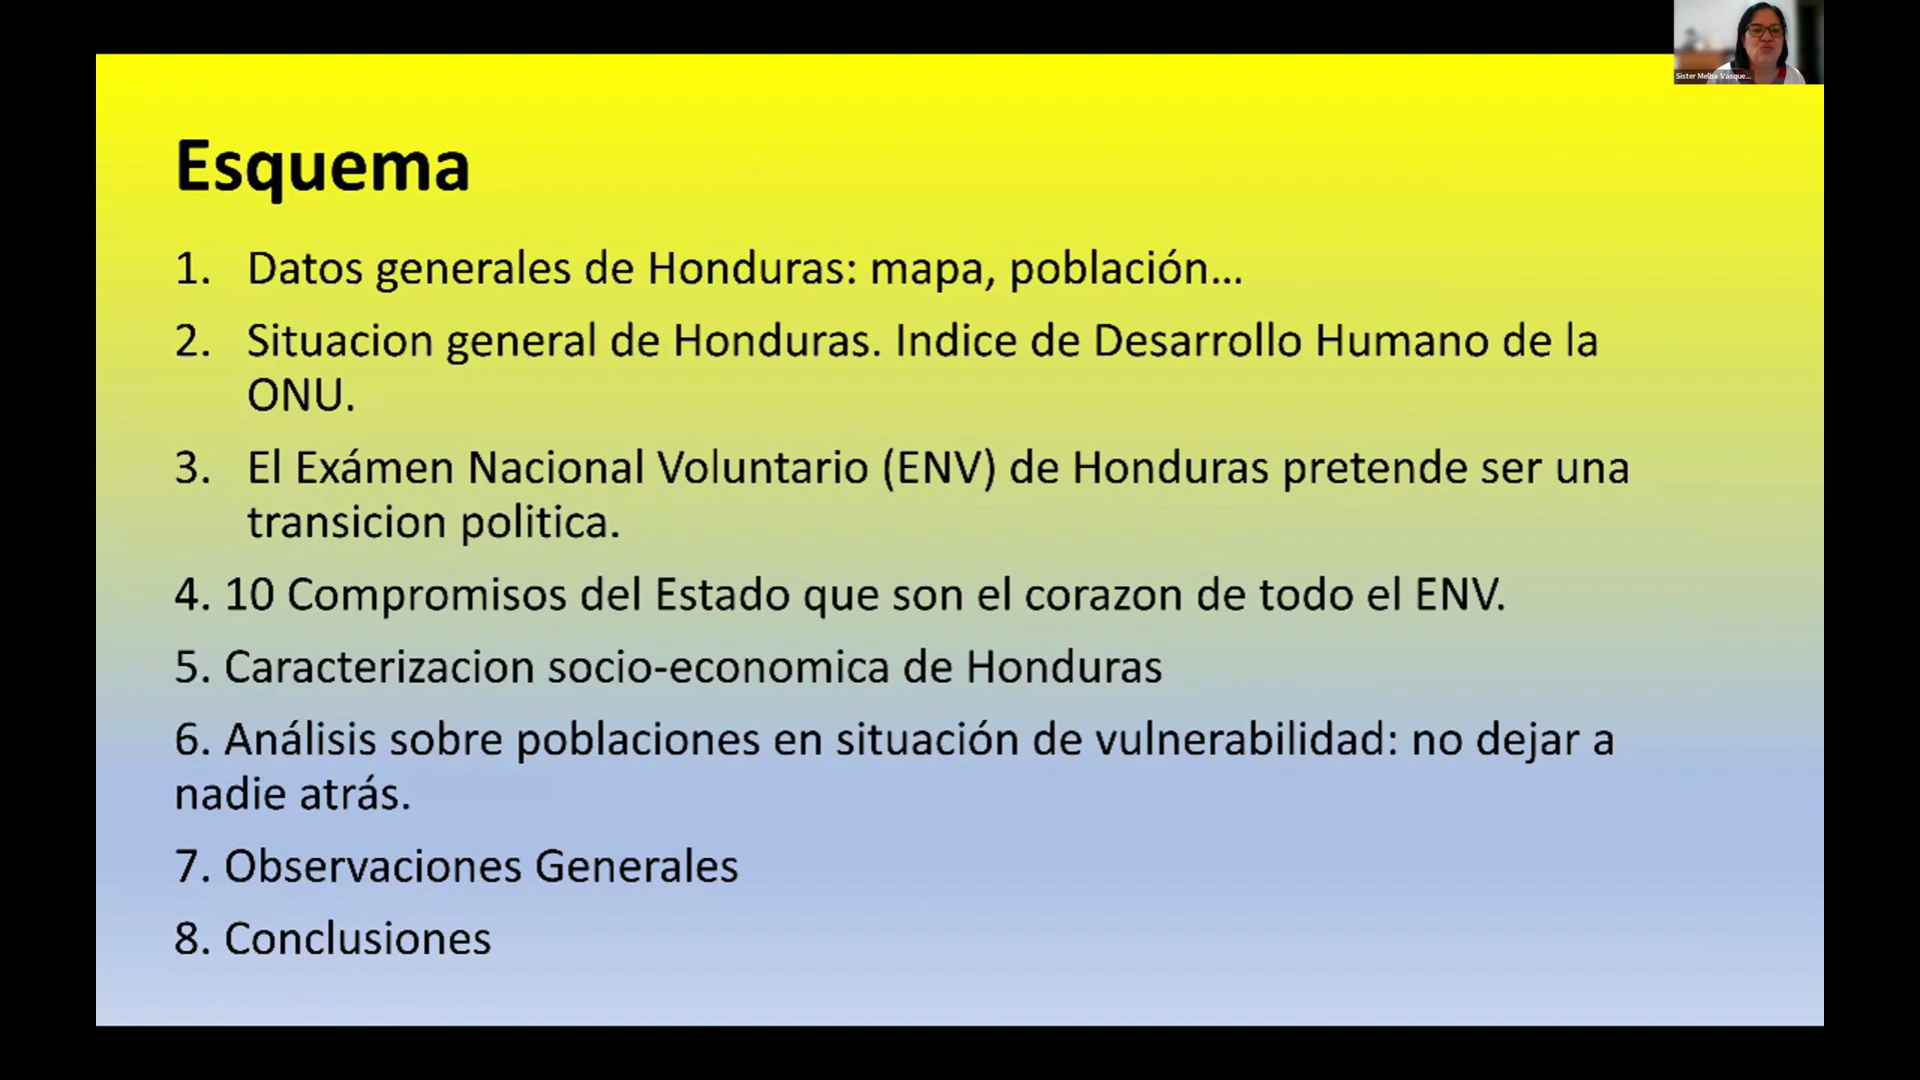 Sister Melba Vasque...
Esquema
1. Datos generales de Honduras: mapa, población...
2. Situacion general de Honduras. Indice de Desarrollo Humano de la
ONU.
3. El Exámen Nacional Voluntario (ENV) de Honduras pretende ser una
transicion politica.
4. 10 Compromisos del Estado que son el corazon de todo el ENV.
5. Caracterizacion socio-economica de Honduras
6. Análisis sobre poblaciones en situación de vulnerabilidad: no dejar a
nadie atrás.
7. Observaciones Generales
8. Conclusiones